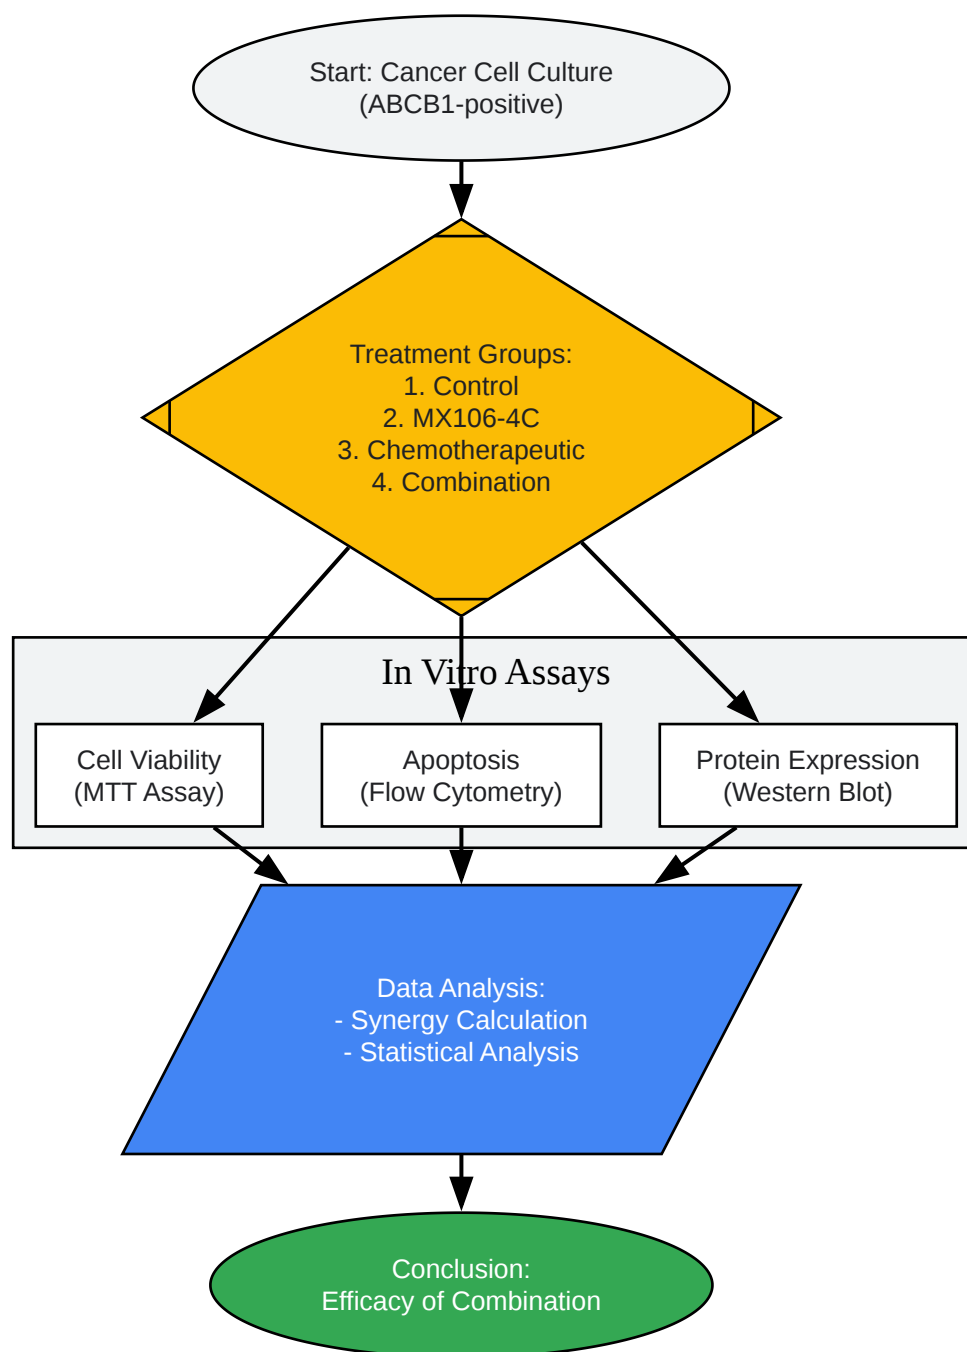 Start: Cancer Cell Culture
(ABCB1-positive)
Treatment Groups:
1. Control
2. MX106-4C
3. Chemotherapeutic
4. Combination
In Vitro Assays
Cell Viability
(MTT Assay)
Apoptosis
(Flow Cytometry)
Protein Expression
(Western Blot)
Data Analysis:
- Synergy Calculation
- Statistical Analysis
Conclusion:
Efficacy of Combination